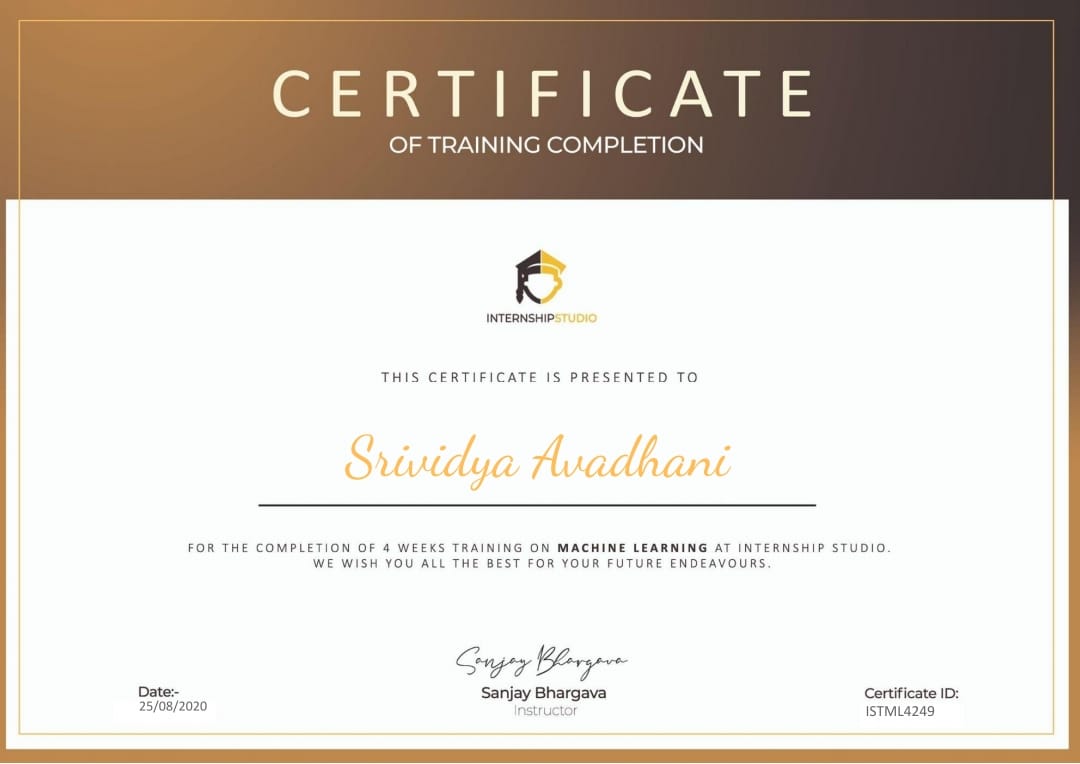 CERTIFICATE
OF TRAINING COMPLETION
INTERNSHIPSTUDIO
THIS CERTIFICATE IS PRESENTED TO
Srividya Avadhani
FOR THE COMPLETION OF 4 WEEKS TRAINING ON MACHINE LEARNING AT INTERNSHIP STUDIO.
WE WISH YOU ALL THE BEST FOR YOUR FUTURE ENDEAVOURS.
Sanjay Bhargava
Sanjay Bhargava
Instructor
Date:-
25/08/2020
Certificate ID:
ISTML4249